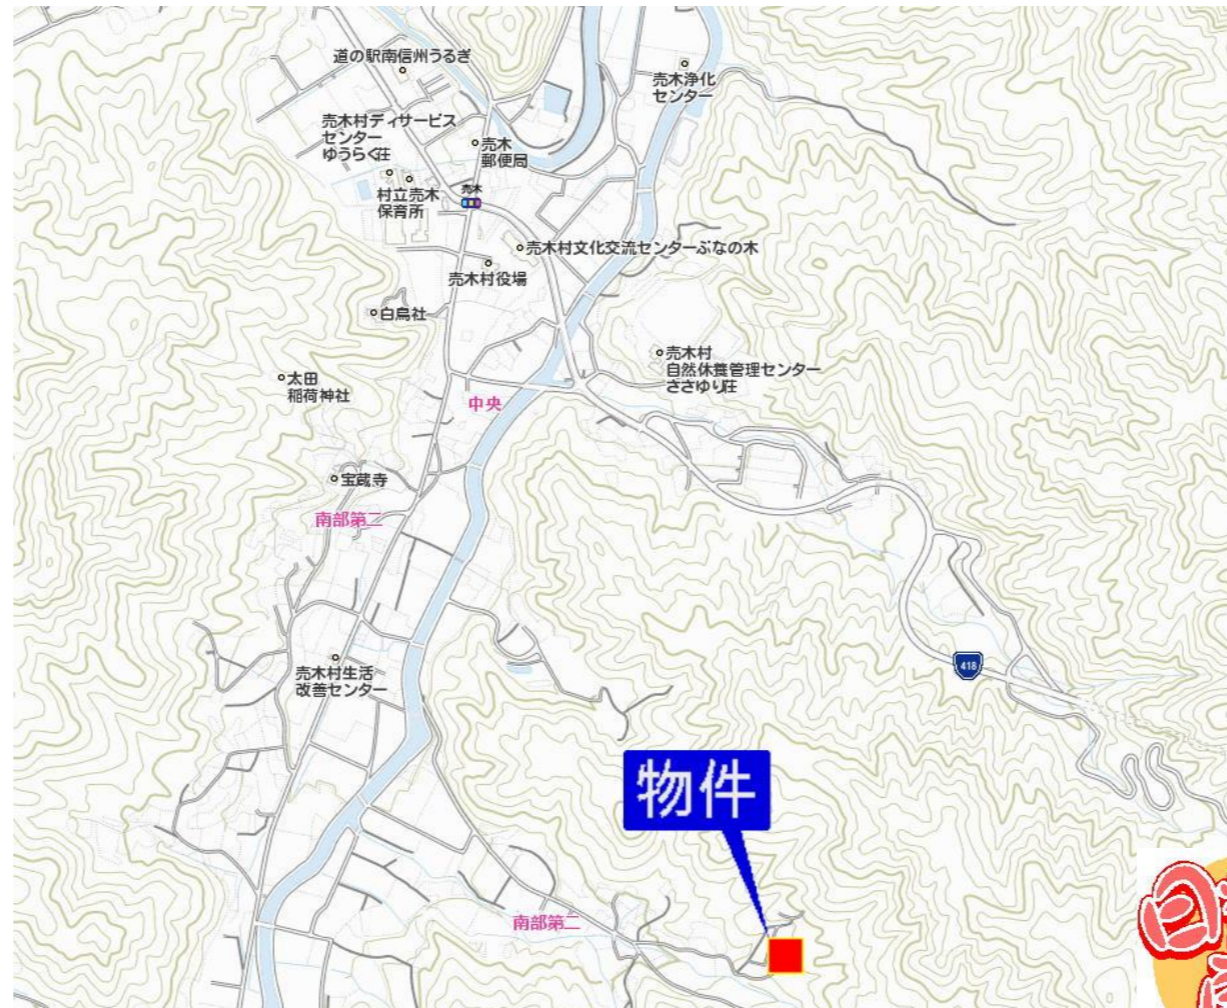 道の駅南信州うるぎ
売木浄化
センター
売木村ディサービス
センター
ゆうらく荘
売木
郵便局
村立売木
保育所
売木
売木村文化交流センターぶなの木
売木村役場
白鳥社
売木村
自然休養管理センター
ささゆり荘
太田
稲荷神社
中央
宝蔵寺
南部第二
売木村生活
改善センター
418
物件
南部第二